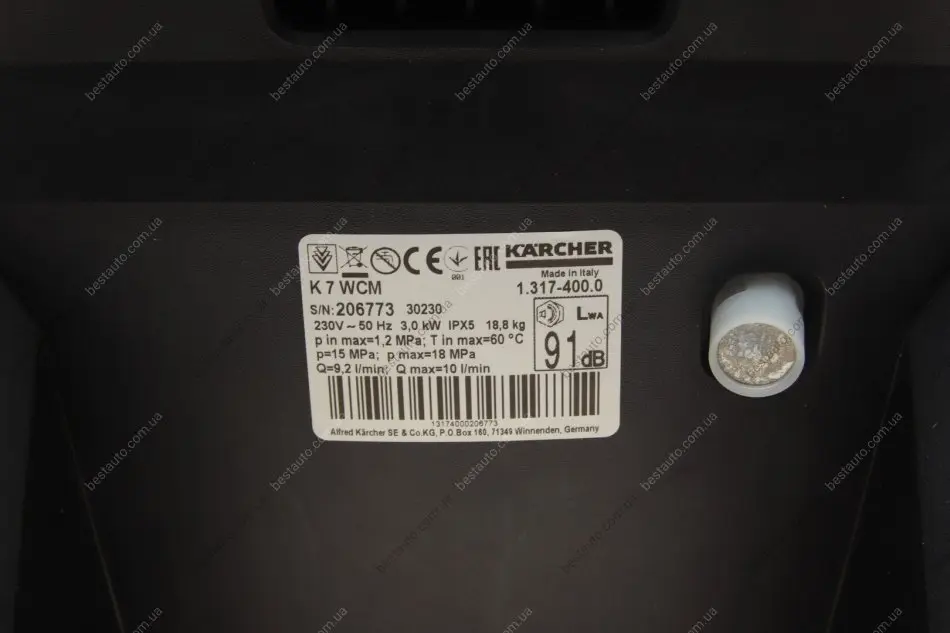 CE 001 EAC KÄRCHER
Made in Italy
K 7 WCM 1.317-400.0
S/N: 206773 30230
230V ~ 50 Hz 3,0 kW IPX5 18,8 kg
p in max=1,2 MPa; T in max=60 °C
p=15 MPa; p max=18 MPa
Q=9,2 l/min; Q max=10 l/min
LWA
91 dB
13174000206773
Alfred Kärcher SE & Co.KG, P.O.Box 160, 71349 Winnenden, Germany
bestauto.com.ua